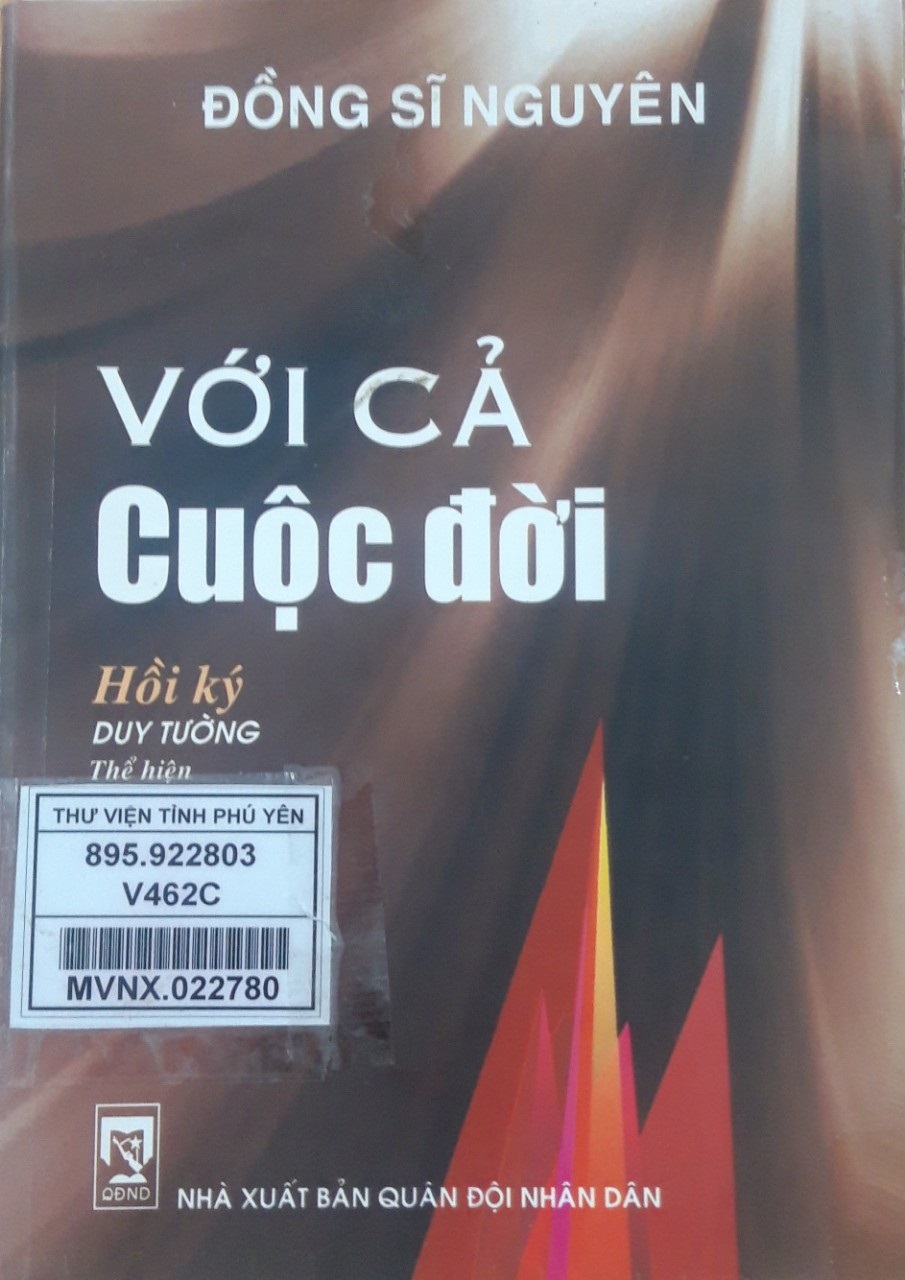 ĐỒNG SĨ NGUYÊN
VỚI CẢ
Cuộc đời
Hồi ký
DUY TƯỜNG
Thể hiện
THƯ VIỆN TỈNH PHÚ YÊN
895.922803
V462C
MVNX.022780
QĐND
NHÀ XUẤT BẢN QUÂN ĐỘI NHÂN DÂN